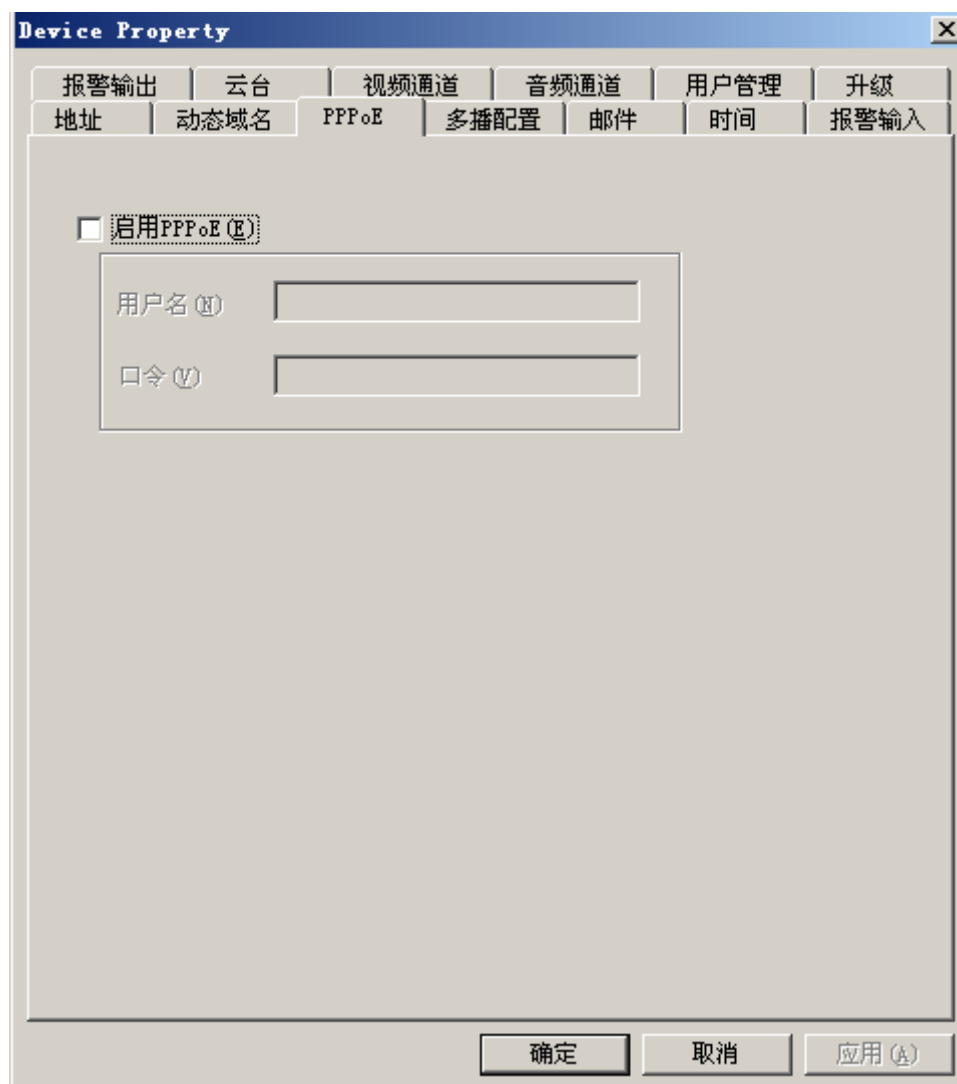 Device Property
报警输出 云台 视频通道 音频通道 用户管理 升级
地址 动态域名 PPPoE 多播配置 邮件 时间 报警输入
启用PPPoE(E)
用户名(N)
口令(V)
确定 取消 应用(A)